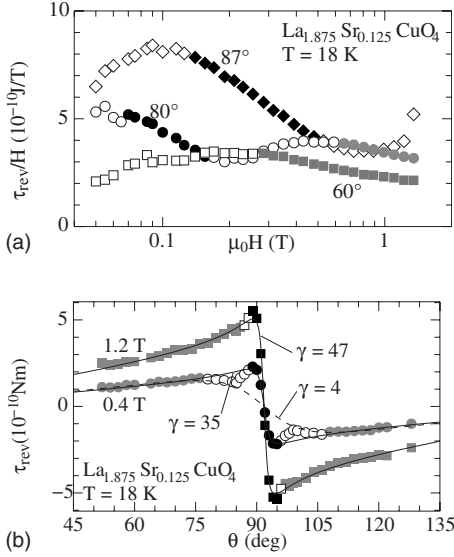 La1.875 Sr0.125 CuO4
T = 18 K
87°
80°
60°
τrev/H (10⁻¹⁰J/T)
10
5
0
0.1
1
μ0H (T)
(a)
1.2 T
0.4 T
γ = 47
γ = 4
γ = 35
La1.875 Sr0.125 CuO4
T = 18 K
τrev(10⁻¹⁰Nm)
5
0
−5
45
60
75
90
105
120
135
θ (deg)
(b)